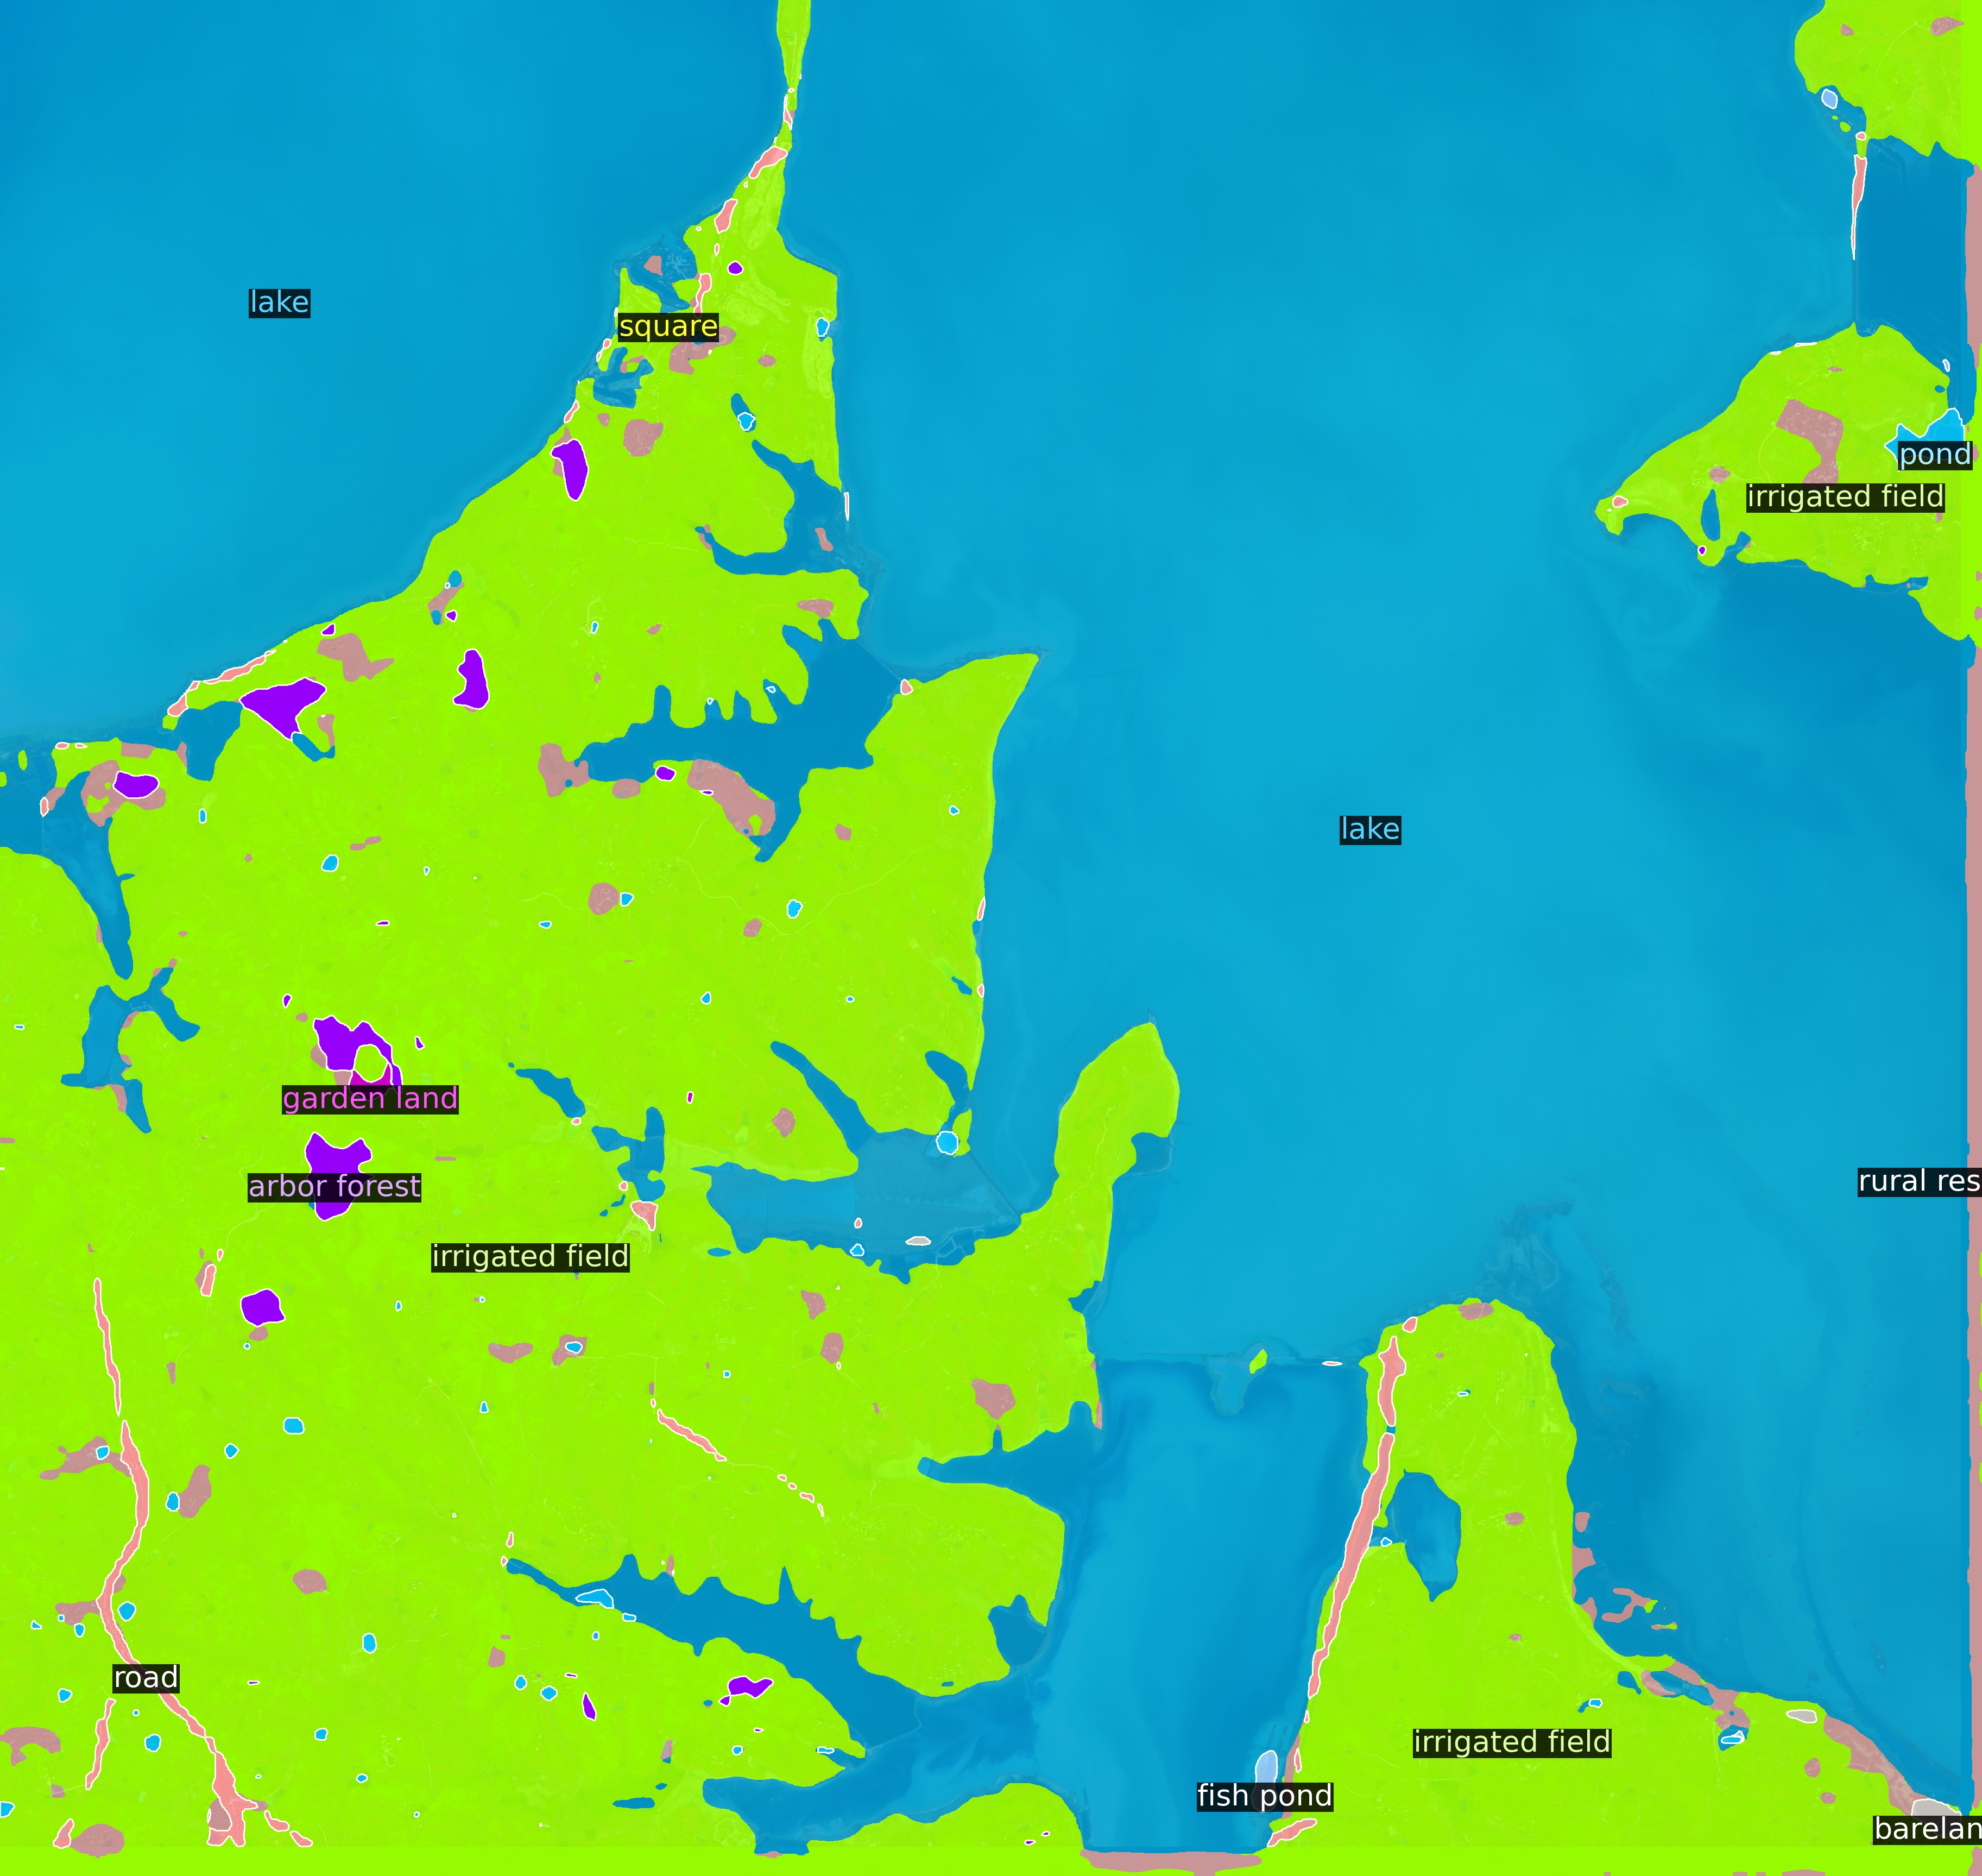 lake
square
pond
irrigated field
lake
garden land
rural res
arbor forest
irrigated field
road
irrigated field
fish pond
barelan